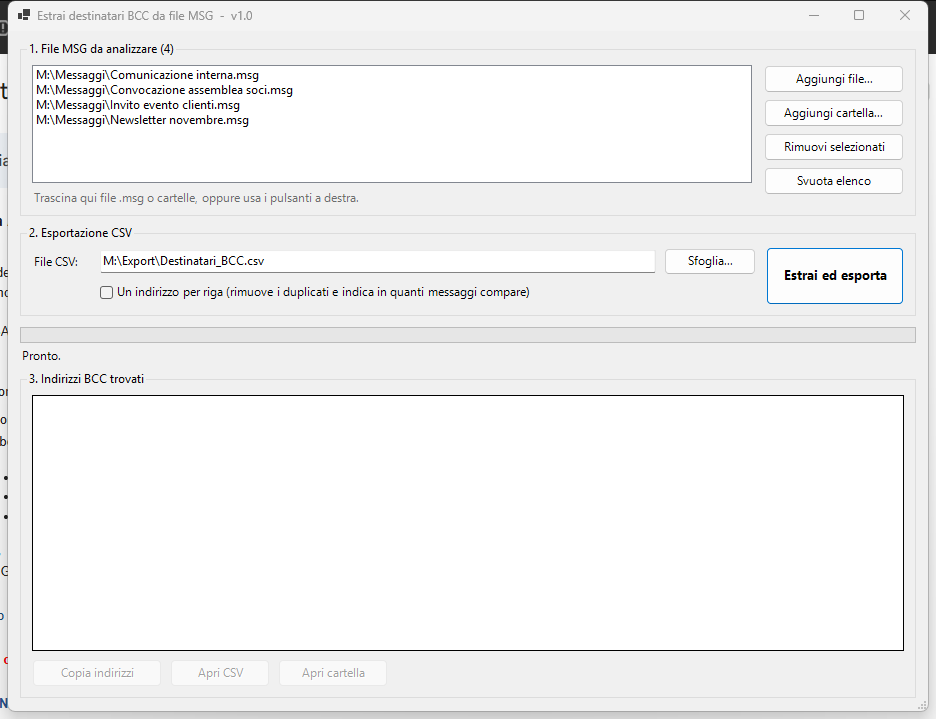 Estrai destinatari BCC da file MSG - v1.0
1. File MSG da analizzare (4)
M:\Messaggi\Comunicazione interna.msg
M:\Messaggi\Convocazione assemblea soci.msg
M:\Messaggi\Invito evento clienti.msg
M:\Messaggi\Newsletter novembre.msg
Aggiungi file...
Aggiungi cartella...
Rimuovi selezionati
Svuota elenco
Trascina qui file .msg o cartelle, oppure usa i pulsanti a destra.
2. Esportazione CSV
File CSV:
M:\Export\Destinatari_BCC.csv
Sfoglia...
Estrai ed esporta
Un indirizzo per riga (rimuove i duplicati e indica in quanti messaggi compare)
Pronto.
3. Indirizzi BCC trovati
Copia indirizzi
Apri CSV
Apri cartella